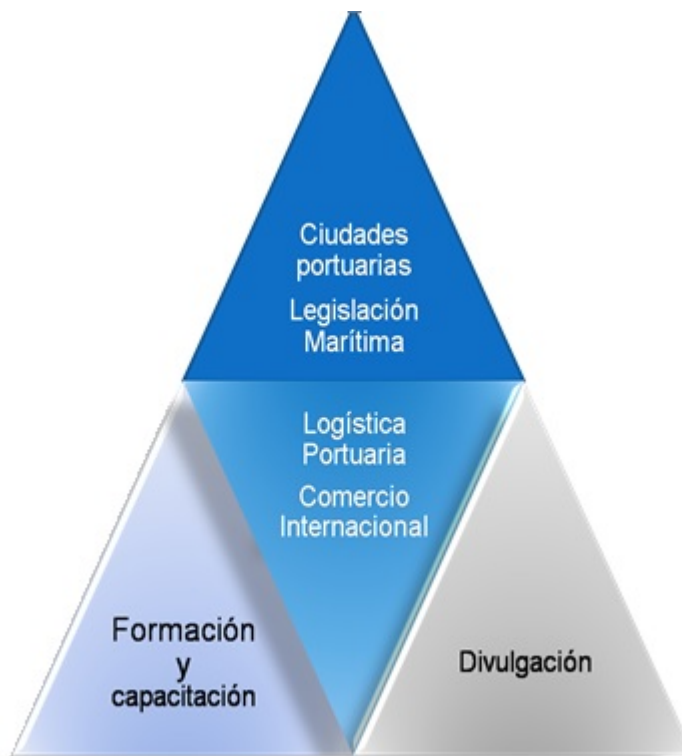 Ciudades
portuarias
Legislación
Marítima
Logística
Portuaria
Comercio
Internacional
Formación
y
capacitación
Divulgación